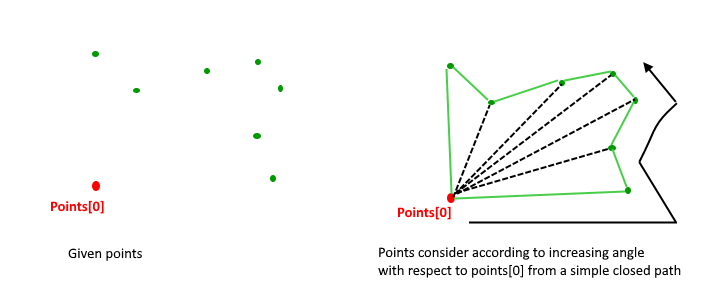 Points[0]
Given points
Points[0]
Points consider according to increasing angle
with respect to points[0] from a simple closed path